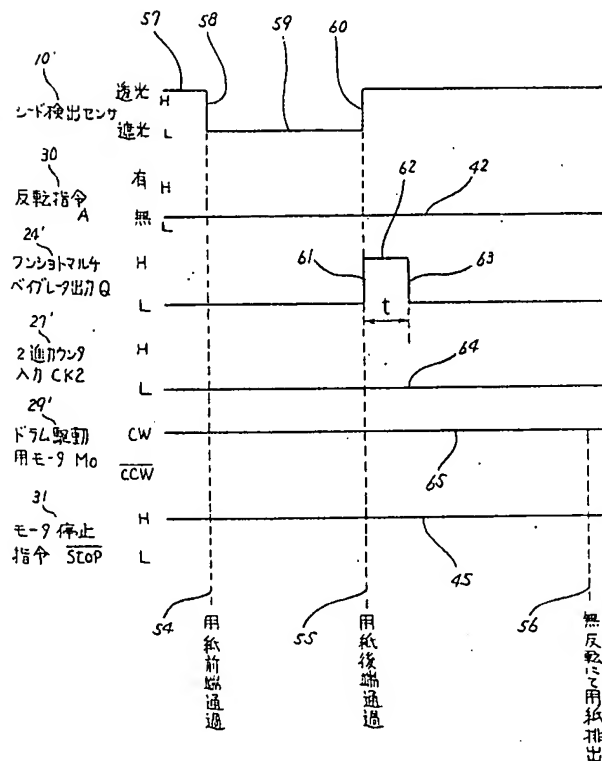 57
58
59
60
10'
透光 H
シード検出センサ
遮光 L
30
有 H
62
42
反転指令 A
無 L
24'
ワンショトマルチ H
61
63
ベイブレータ出力Q L
t
27'
2進カウンタ H
入力 CK2 L
64
29'
ドラム駆動 CW
用モータ Mo
65
CCW
31
モータ停止 H
指令 STOP L
45
54
55
56
用紙前端通過
用紙後端通過
無反転にて用紙排出